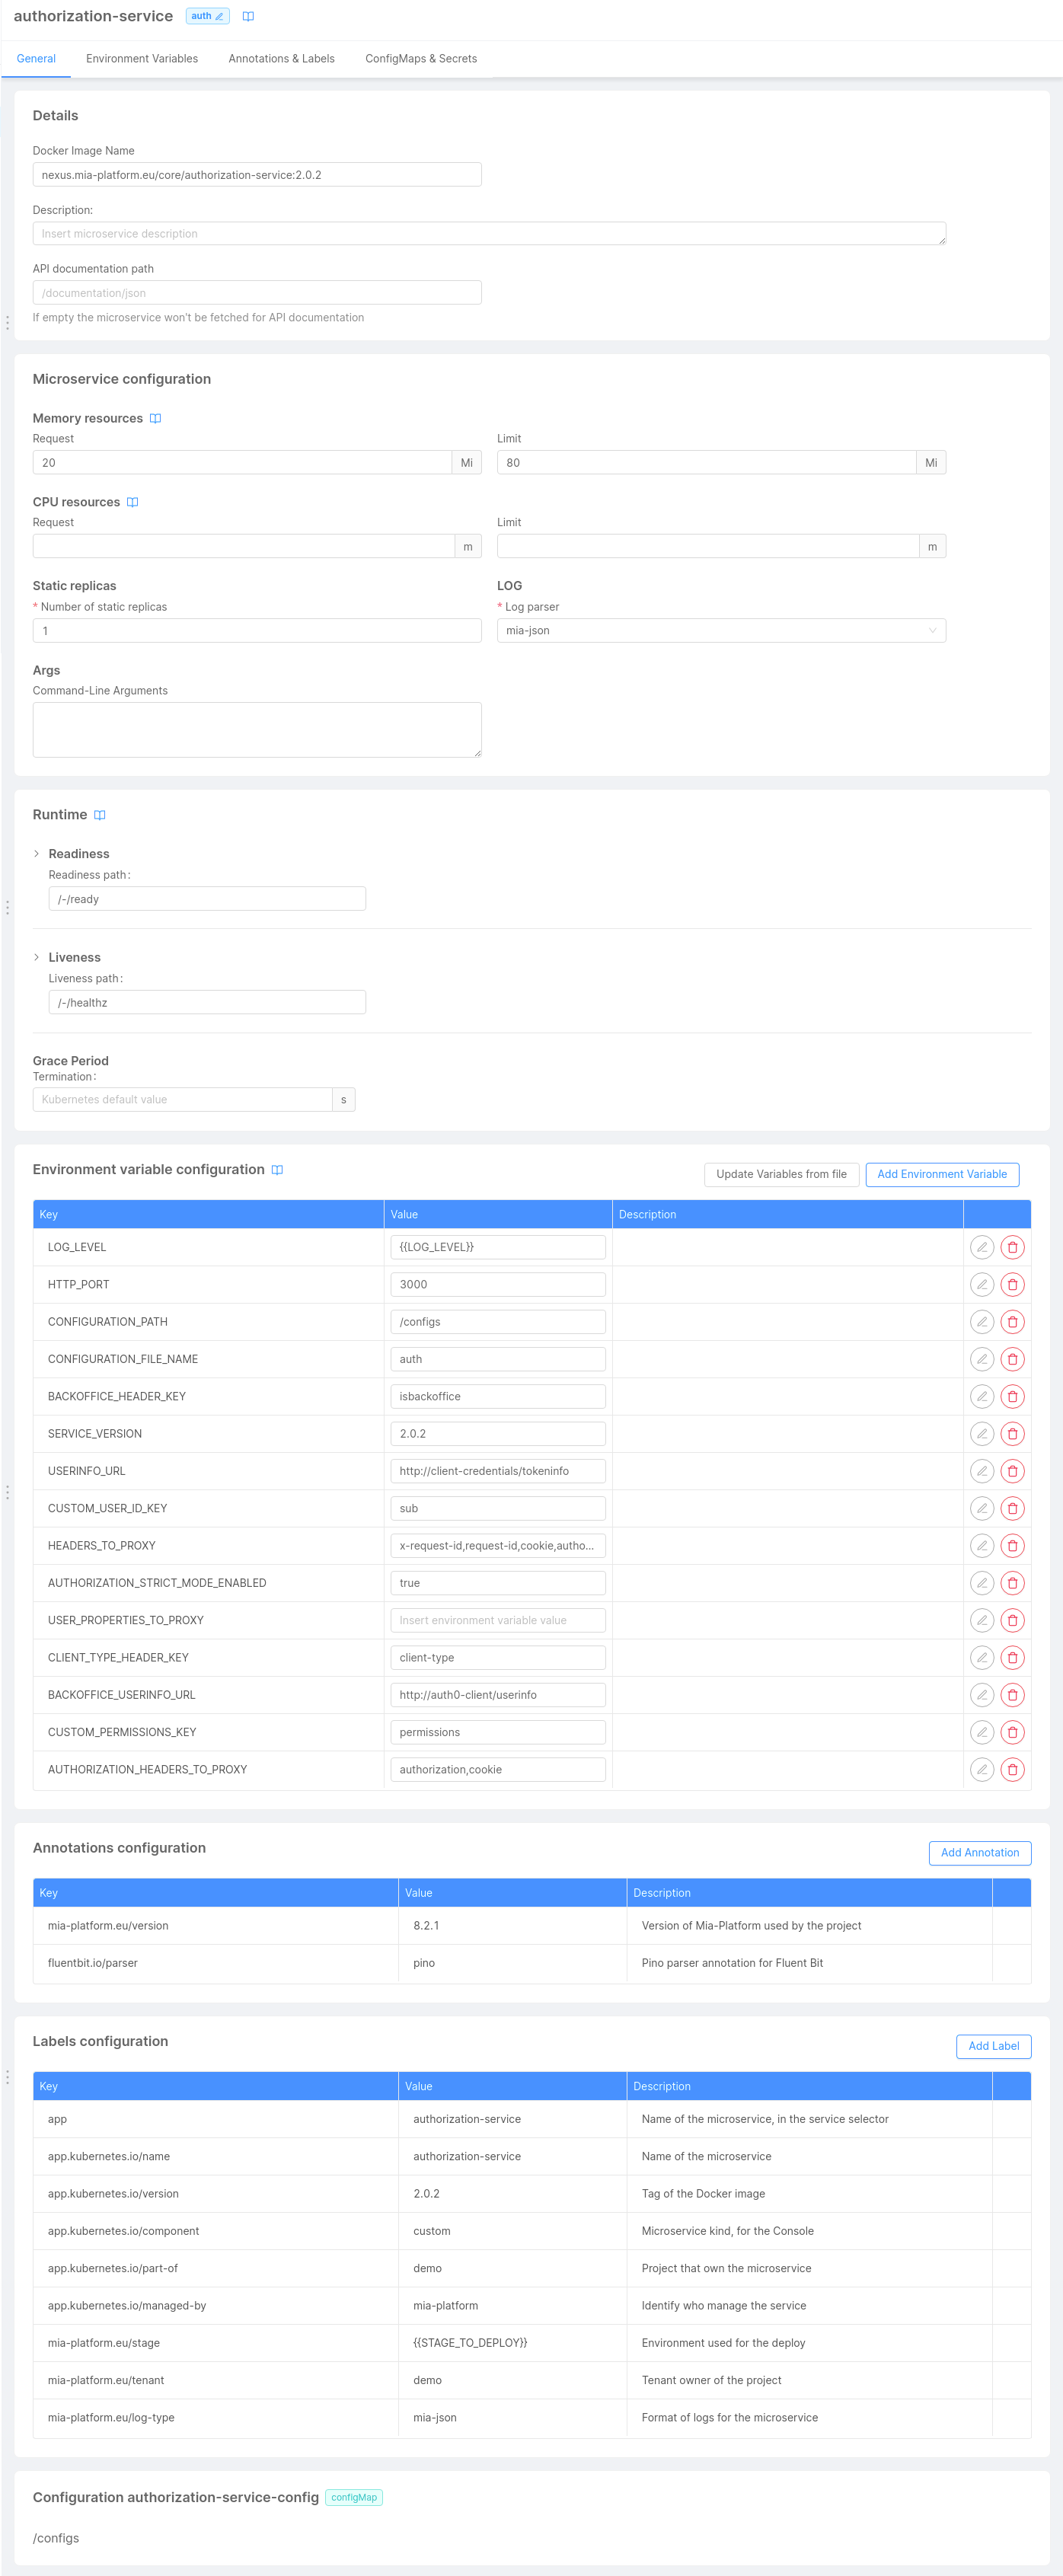 authorization-service auth
General Environment Variables Annotations & Labels ConfigMaps & Secrets
Details
Docker Image Name
nexus.mia-platform.eu/core/authorization-service:2.0.2
Description:
Insert microservice description
API documentation path
/documentation/json
If empty the microservice won't be fetched for API documentation
Microservice configuration
Memory resources
Request Limit
20 Mi 80 Mi
CPU resources
Request Limit
m m
Static replicas LOG
* Number of static replicas * Log parser
1 mia-json
Args
Command-Line Arguments
Runtime
Readiness
Readiness path:
/-/ready
Liveness
Liveness path:
/-/healthz
Grace Period
Termination:
Kubernetes default value s
Environment variable configuration Update Variables from file Add Environment Variable
Key Value Description
LOG_LEVEL {{LOG_LEVEL}}
HTTP_PORT 3000
CONFIGURATION_PATH /configs
CONFIGURATION_FILE_NAME auth
BACKOFFICE_HEADER_KEY isbackoffice
SERVICE_VERSION 2.0.2
USERINFO_URL http://client-credentials/tokeninfo
CUSTOM_USER_ID_KEY sub
HEADERS_TO_PROXY x-request-id,request-id,cookie,autho...
AUTHORIZATION_STRICT_MODE_ENABLED true
USER_PROPERTIES_TO_PROXY Insert environment variable value
CLIENT_TYPE_HEADER_KEY client-type
BACKOFFICE_USERINFO_URL http://auth0-client/userinfo
CUSTOM_PERMISSIONS_KEY permissions
AUTHORIZATION_HEADERS_TO_PROXY authorization,cookie
Annotations configuration Add Annotation
Key Value Description
mia-platform.eu/version 8.2.1 Version of Mia-Platform used by the project
fluentbit.io/parser pino Pino parser annotation for Fluent Bit
Labels configuration Add Label
Key Value Description
app authorization-service Name of the microservice, in the service selector
app.kubernetes.io/name authorization-service Name of the microservice
app.kubernetes.io/version 2.0.2 Tag of the Docker image
app.kubernetes.io/component custom Microservice kind, for the Console
app.kubernetes.io/part-of demo Project that own the microservice
app.kubernetes.io/managed-by mia-platform Identify who manage the service
mia-platform.eu/stage {{STAGE_TO_DEPLOY}} Environment used for the deploy
mia-platform.eu/tenant demo Tenant owner of the project
mia-platform.eu/log-type mia-json Format of logs for the microservice
Configuration authorization-service-config configMap
/configs